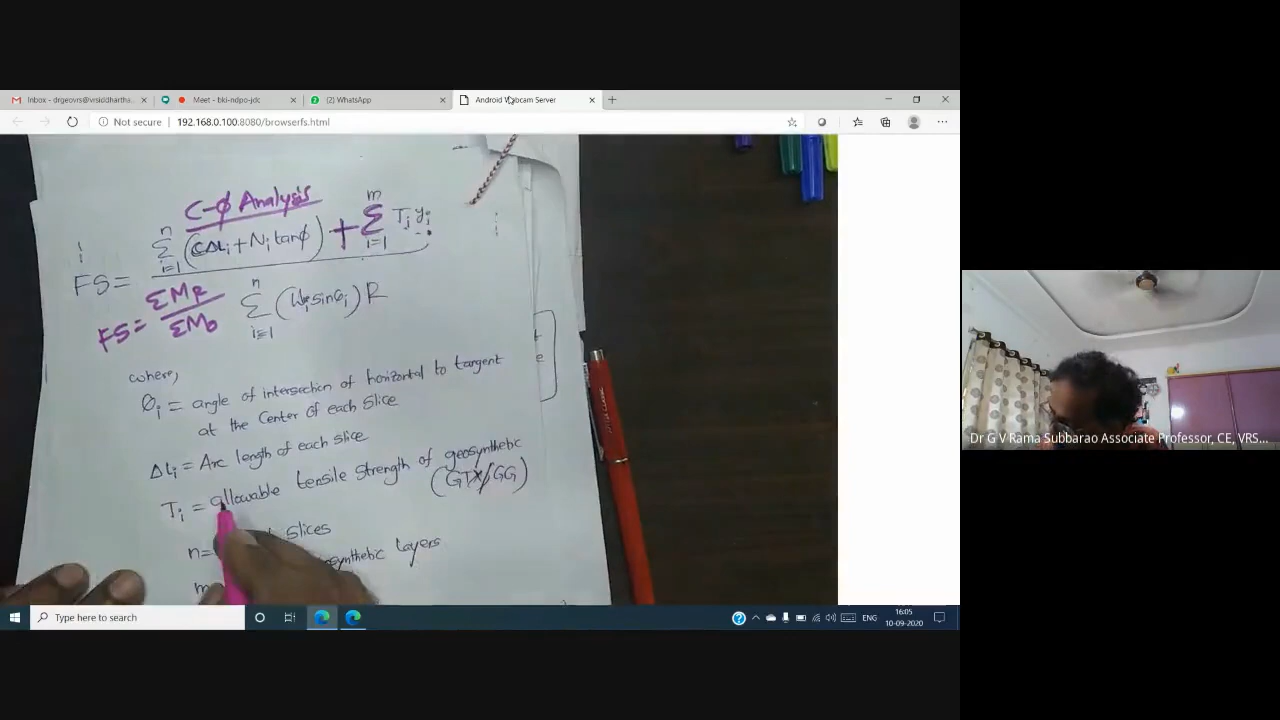 Inbox - drgeovrs@vrsiddhartha...
Meet - bki-ndpo-jdc
(2) WhatsApp
Android Webcam Server
Not secure
192.168.0.100:8080/browserfs.html
C-φ Analysis
FS = Σ (CΔLi + Ni tanφ) + Σ Ti yi
n i=1 m i=1
FS = ΣMR / ΣMD
Σ (Wi sinθi) R
n i=1
where,
θi = angle of intersection of horizontal to tangent
at the center of each slice
ΔLi = Arc length of each slice
Ti = allowable tensile strength of geosynthetic
(GTX/GG)
n= slices
synthetic layers
m
Dr G V Rama Subbarao Associate Professor, CE, VRS...
Type here to search
ENG
16:05
10-09-2020